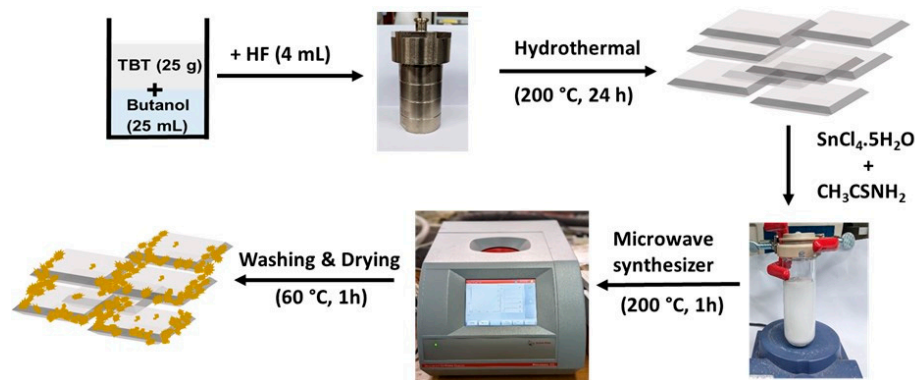 TBT (25 g)
+
Butanol
(25 mL)
+ HF (4 mL)
Hydrothermal
(200 °C, 24 h)
SnCl₄.5H₂O
+
CH₃CSNH₂
Microwave
synthesizer
(200 °C, 1h)
Washing & Drying
(60 °C, 1h)